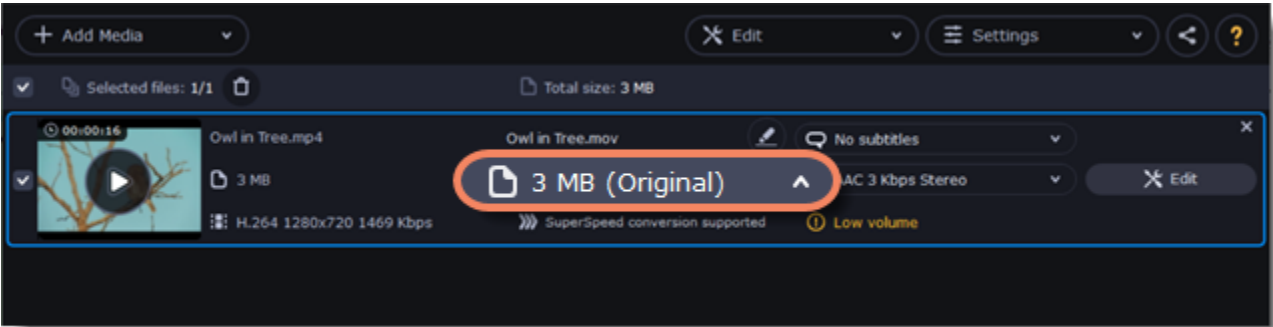 Add Media
Edit
Settings
?
Selected files: 1/1
Total size: 3 MB
00:00:16
Owl in Tree.mp4
Owl in Tree.mov
No subtitles
3 MB
3 MB (Original)
AAC 3 Kbps Stereo
Edit
H.264 1280x720 1469 Kbps
SuperSpeed conversion supported
Low volume